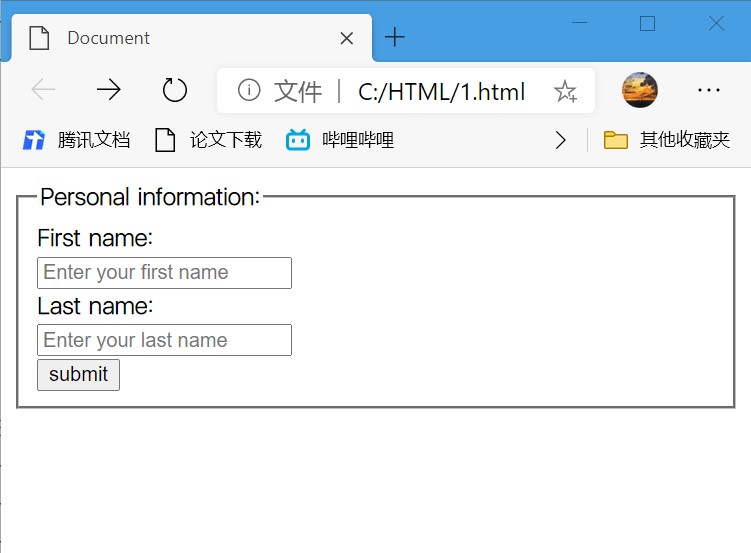 Document
文件 | C:/HTML/1.html
腾讯文档 论文下载 哔哩哔哩 其他收藏夹
Personal information:
First name:
Enter your first name
Last name:
Enter your last name
submit